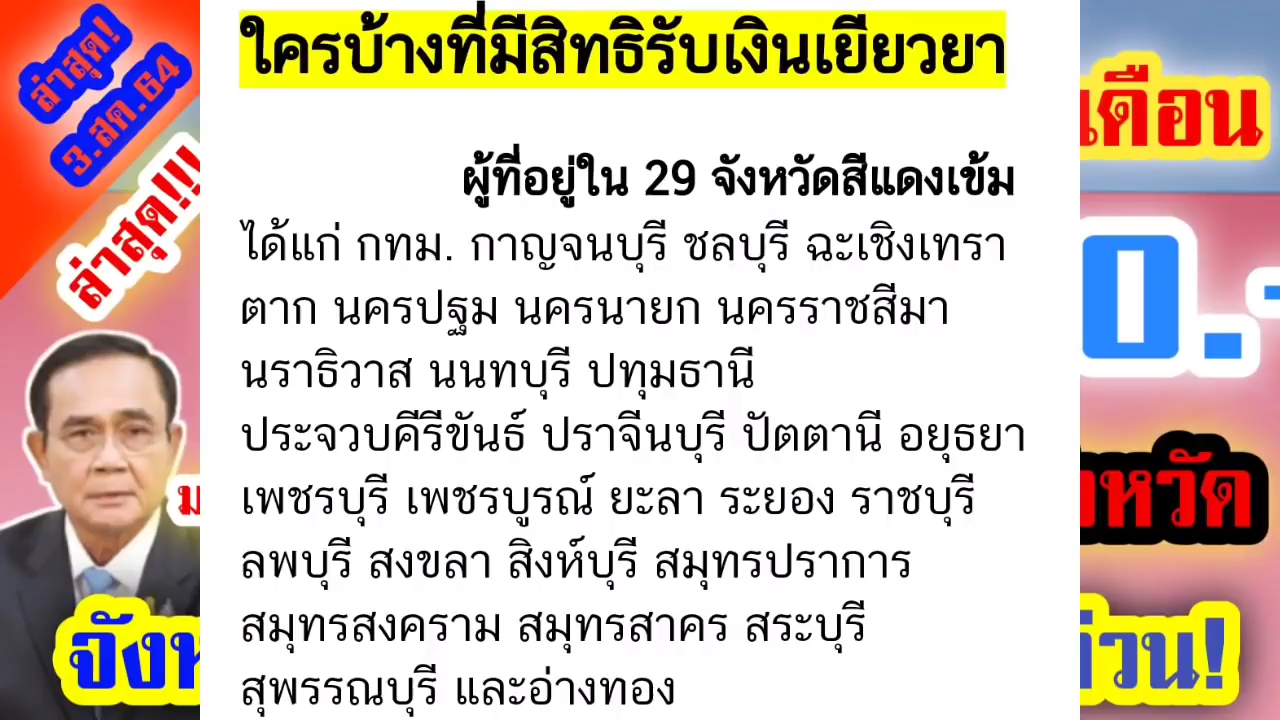 ล่าสุด!
3.สค.64
ล่าสุด!!!
ใครบ้างที่มีสิทธิรับเงินเยียวยา
ผู้ที่อยู่ใน 29 จังหวัดสีแดงเข้ม
ได้แก่ กทม. กาญจนบุรี ชลบุรี ฉะเชิงเทรา
ตาก นครปฐม นครนายก นครราชสีมา
นราธิวาส นนทบุรี ปทุมธานี
ประจวบคีรีขันธ์ ปราจีนบุรี ปัตตานี อยุธยา
เพชรบุรี เพชรบูรณ์ ยะลา ระยอง ราชบุรี
ลพบุรี สงขลา สิงห์บุรี สมุทรปราการ
สมุทรสงคราม สมุทรสาคร สระบุรี
สุพรรณบุรี และอ่างทอง
เดือน
0.-